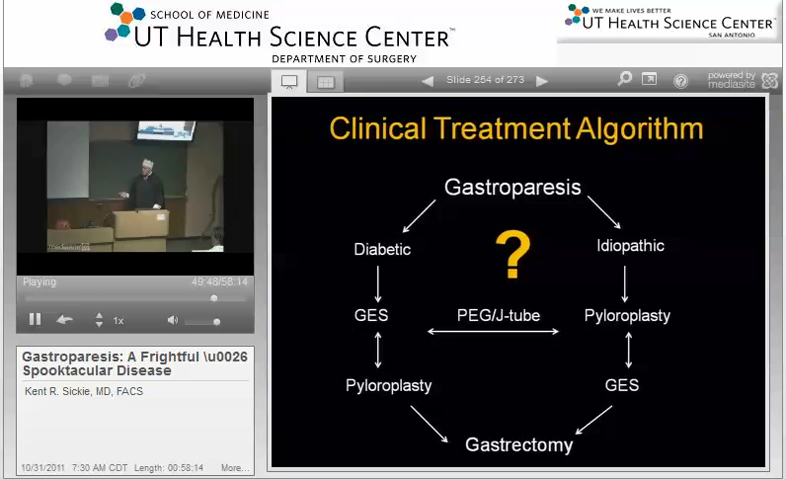 SCHOOL OF MEDICINE
UT HEALTH SCIENCE CENTER™
DEPARTMENT OF SURGERY
WE MAKE LIVES BETTER
UT HEALTH SCIENCE CENTER
SAN ANTONIO
Slide 254 of 273
powered by
mediasite
Playing
49:48/58:14
1x
Gastroparesis: A Frightful \u0026
Spooktacular Disease
Kent R. Sickie, MD, FACS
10/31/2011 7:30 AM CDT Length: 00:58:14 More...
Clinical Treatment Algorithm
Gastroparesis
Diabetic
?
Idiopathic
GES
PEG/J-tube
Pyloroplasty
Pyloroplasty
GES
Gastrectomy